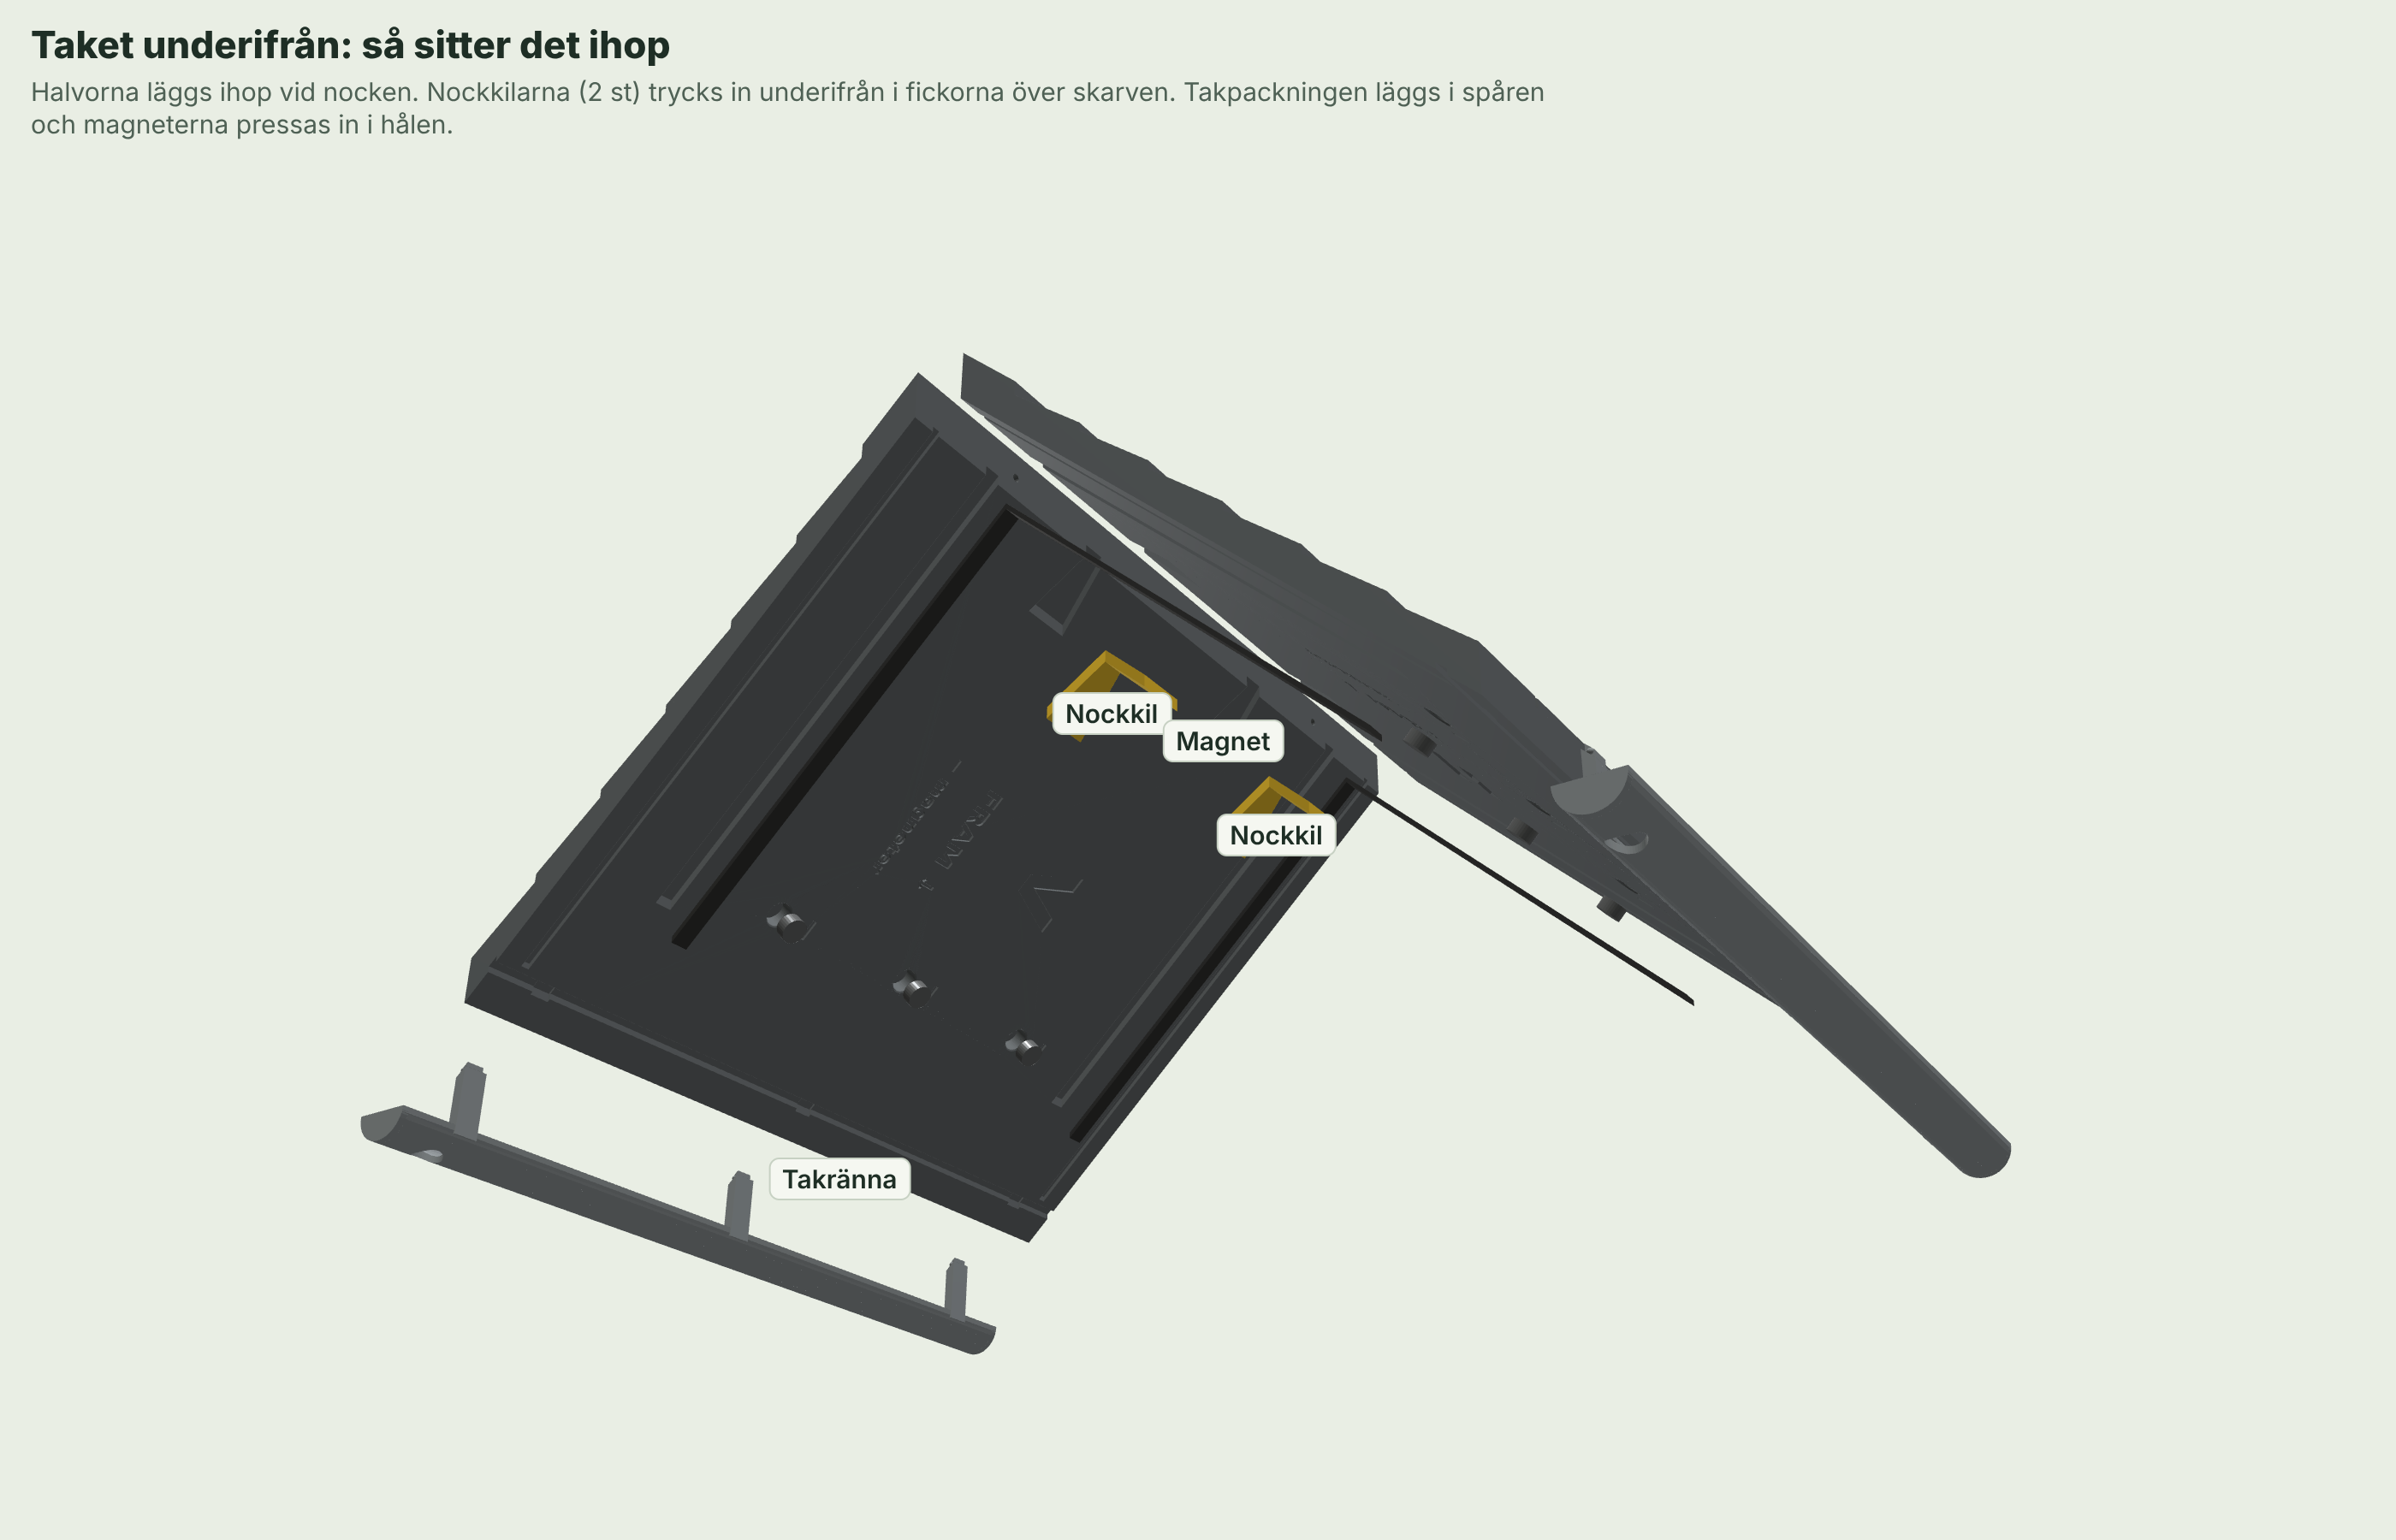 Taket underifrån: så sitter det ihop
Halvorna läggs ihop vid nocken. Nockkilarna (2 st) trycks in underifrån i fickorna över skarven. Takpackningen läggs i spåren
och magneterna pressas in i hålen.
Nockkil
Magnet
Nockkil
Takränna